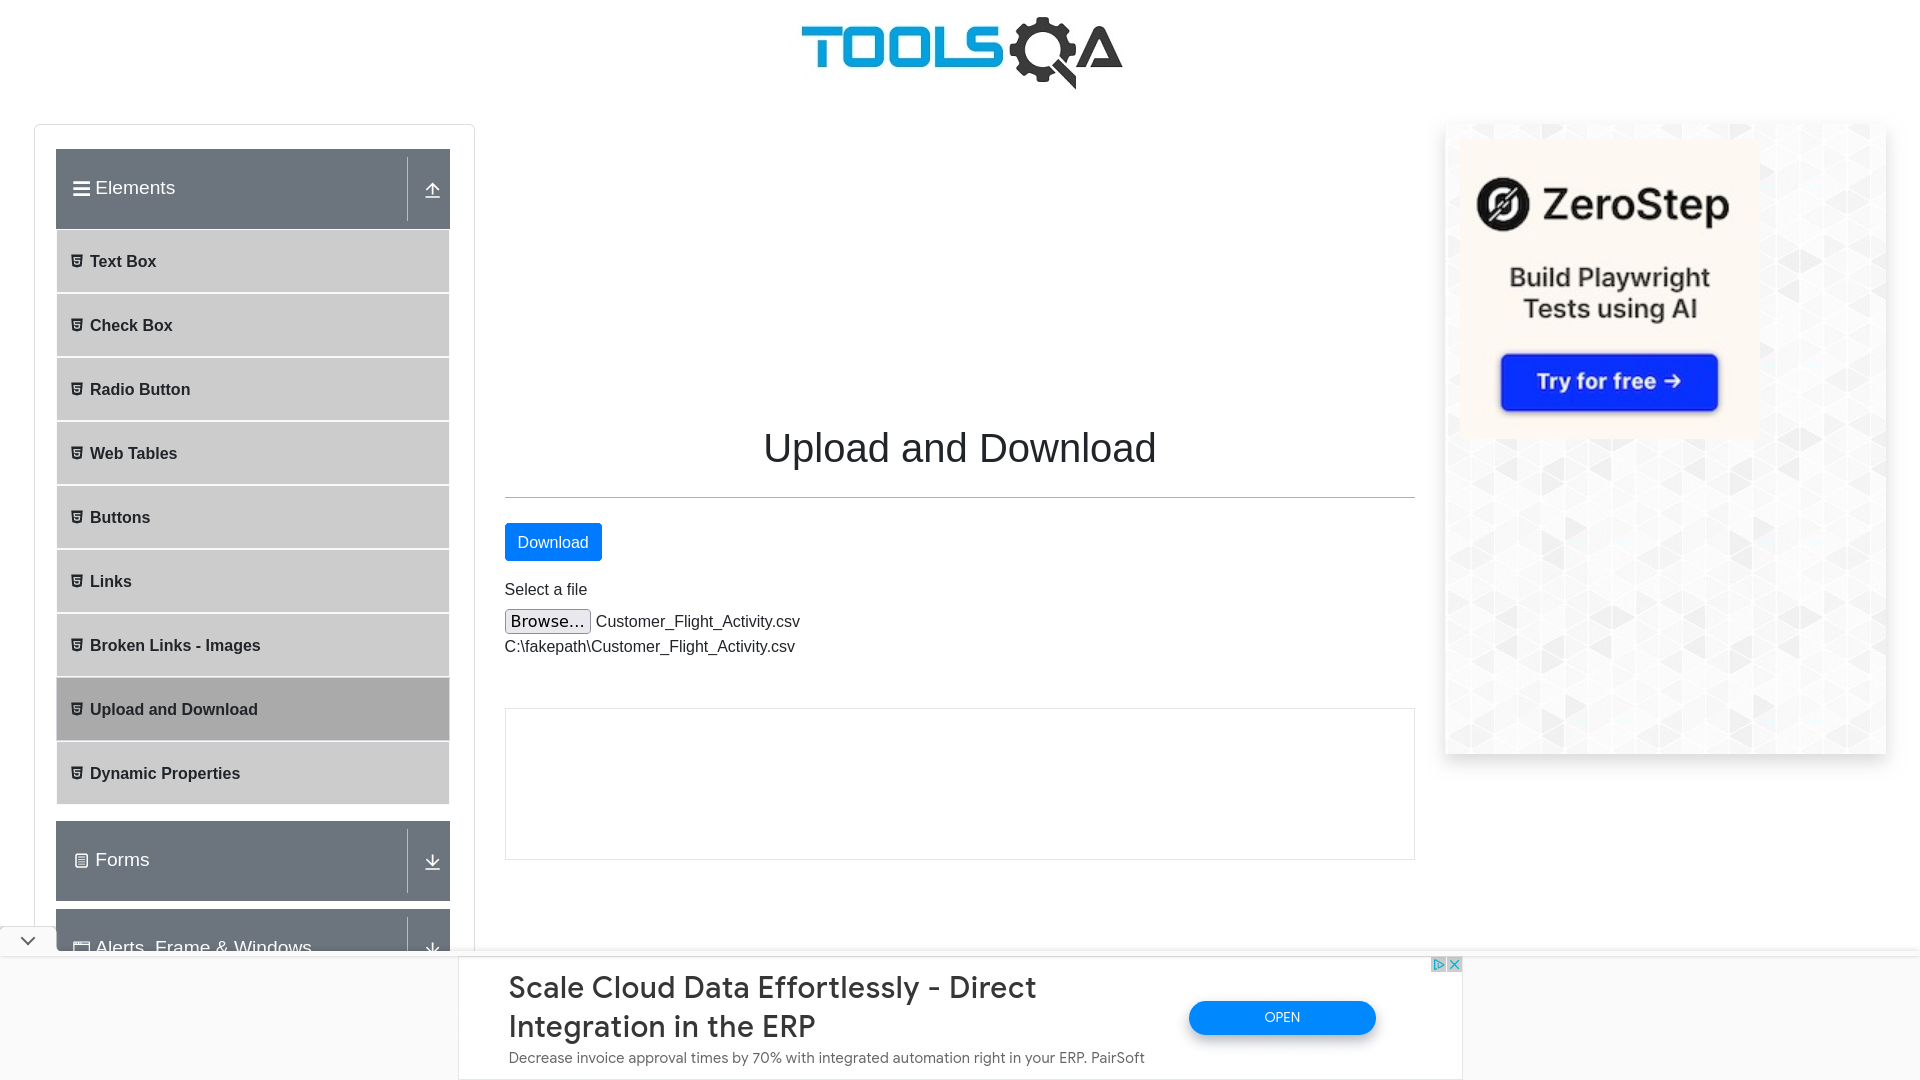 TOOLSQA
Elements
Text Box
Check Box
Radio Button
Web Tables
Buttons
Links
Broken Links - Images
Upload and Download
Dynamic Properties
Forms
Alerts, Frame & Windows
Upload and Download
Download
Select a file
Browse... Customer_Flight_Activity.csv
C:\fakepath\Customer_Flight_Activity.csv
ZeroStep
Build Playwright
Tests using AI
Try for free →
Scale Cloud Data Effortlessly - Direct
Integration in the ERP
Decrease invoice approval times by 70% with integrated automation right in your ERP. PairSoft
OPEN